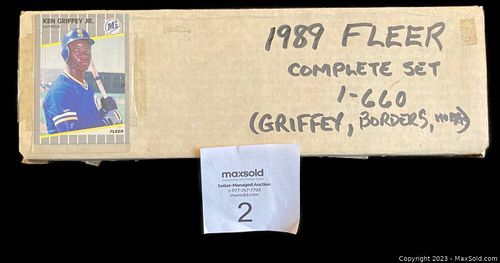 KEN GRIFFEY JR.
OUTFIELD
FLEER
1989 FLEER
COMPLETE SET
1-660
(GRIFFEY, BORDERS,
maxsold
Seller-Managed Auction
maxsold.com
2
Copyright 2023 - MaxSold.com